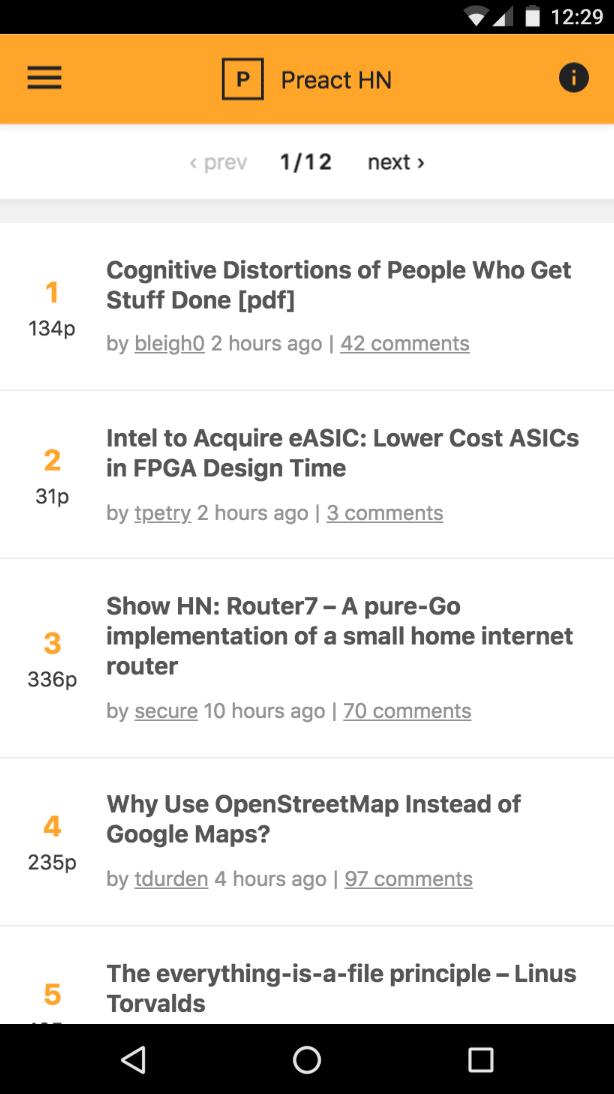 12:29
P Preact HN
‹ prev 1/12 next ›
1
134p
Cognitive Distortions of People Who Get
Stuff Done [pdf]
by bleigh0 2 hours ago | 42 comments
2
31p
Intel to Acquire eASIC: Lower Cost ASICs
in FPGA Design Time
by tpetry 2 hours ago | 3 comments
3
336p
Show HN: Router7 – A pure-Go
implementation of a small home internet
router
by secure 10 hours ago | 70 comments
4
235p
Why Use OpenStreetMap Instead of
Google Maps?
by tdurden 4 hours ago | 97 comments
5
The everything-is-a-file principle – Linus
Torvalds